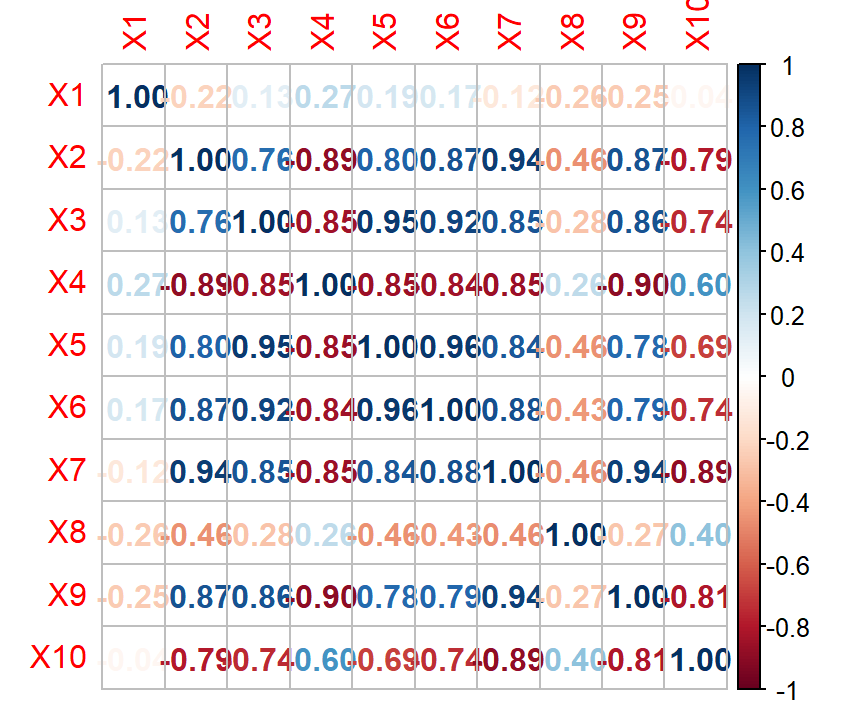 X1 X2 X3 X4 X5 X6 X7 X8 X9 X10
X1 1.00 -0.22 0.13 0.27 0.19 0.17 -0.12 -0.26 -0.25 -0.04
X2 -0.22 1.00 0.76 -0.89 0.80 0.87 0.94 -0.46 0.87 -0.79
X3 0.13 0.76 1.00 -0.85 0.95 0.92 0.85 -0.28 0.86 -0.74
X4 0.27 -0.89 -0.85 1.00 -0.85 -0.84 -0.85 0.26 -0.90 0.60
X5 0.19 0.80 0.95 -0.85 1.00 0.96 0.84 -0.46 0.78 -0.69
X6 0.17 0.87 0.92 -0.84 0.96 1.00 0.88 -0.43 0.79 -0.74
X7 -0.12 0.94 0.85 -0.85 0.84 0.88 1.00 -0.46 0.94 -0.89
X8 -0.26 -0.46 -0.28 0.26 -0.46 -0.43 -0.46 1.00 -0.27 0.40
X9 -0.25 0.87 0.86 -0.90 0.78 0.79 0.94 -0.27 1.00 -0.81
X10 -0.04 -0.79 -0.74 0.60 -0.69 -0.74 -0.89 0.40 -0.81 1.00
1
0.8
0.6
0.4
0.2
0
-0.2
-0.4
-0.6
-0.8
-1